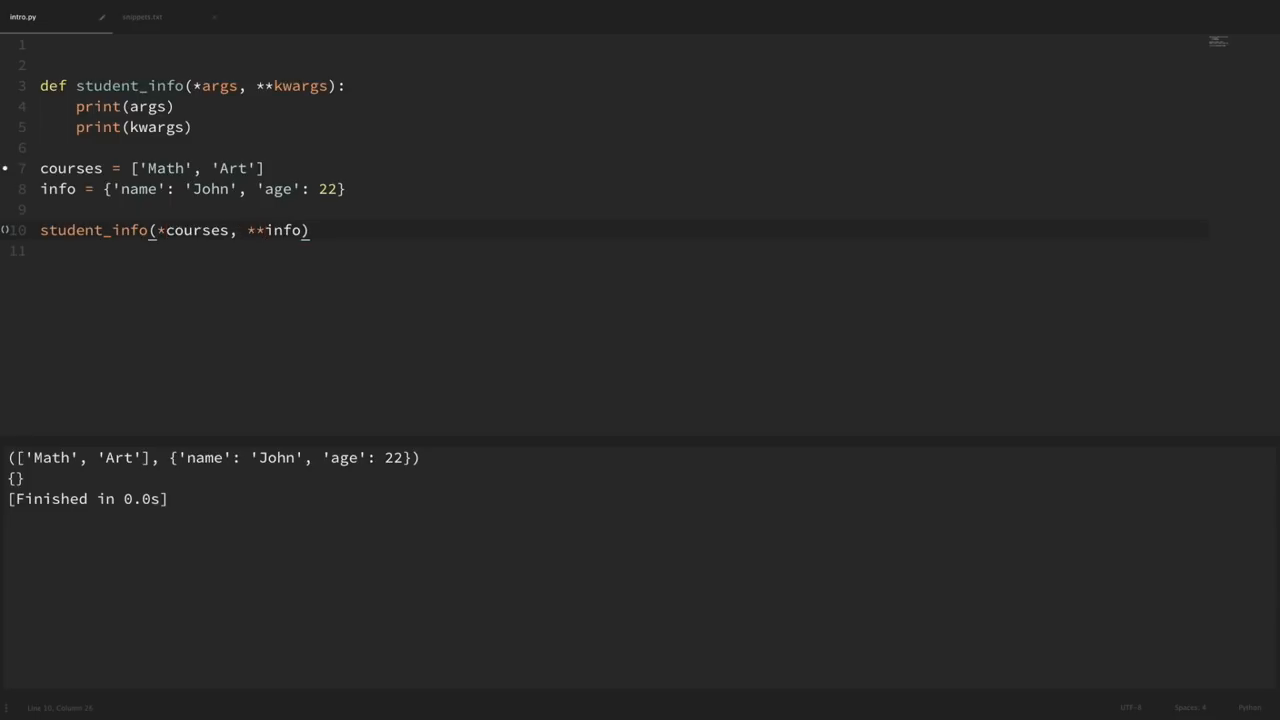 intro.py
snippets.txt
1
2
3 def student_info(*args, **kwargs):
4 print(args)
5 print(kwargs)
6
7 courses = ['Math', 'Art']
8 info = {'name': 'John', 'age': 22}
9
10 student_info(*courses, **info)
11
(['Math', 'Art'], {'name': 'John', 'age': 22})
{}
[Finished in 0.0s]
Line 10, Column 26 UTF-8 Spaces: 4 Python